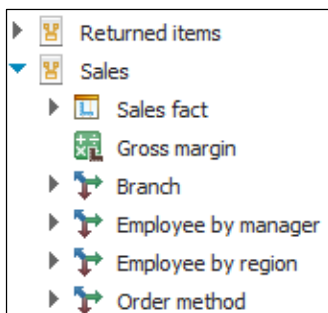 Returned items
Sales
Sales fact
Gross margin
Branch
Employee by manager
Employee by region
Order method